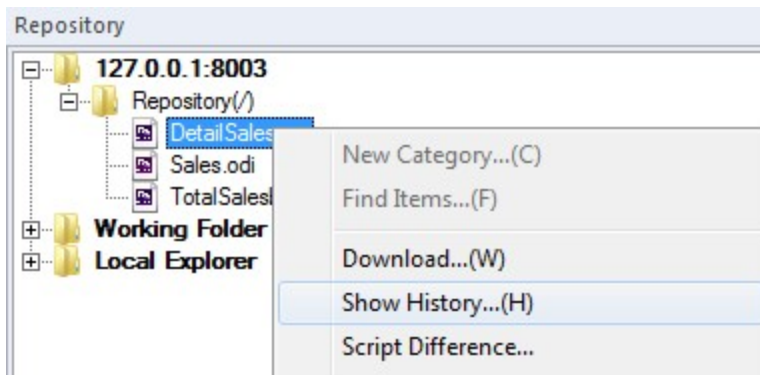 Repository
127.0.0.1:8003
Repository(/)
DetailSales
Sales.odi
TotalSales
Working Folder
Local Explorer
New Category...(C)
Find Items...(F)
Download...(W)
Show History...(H)
Script Difference...